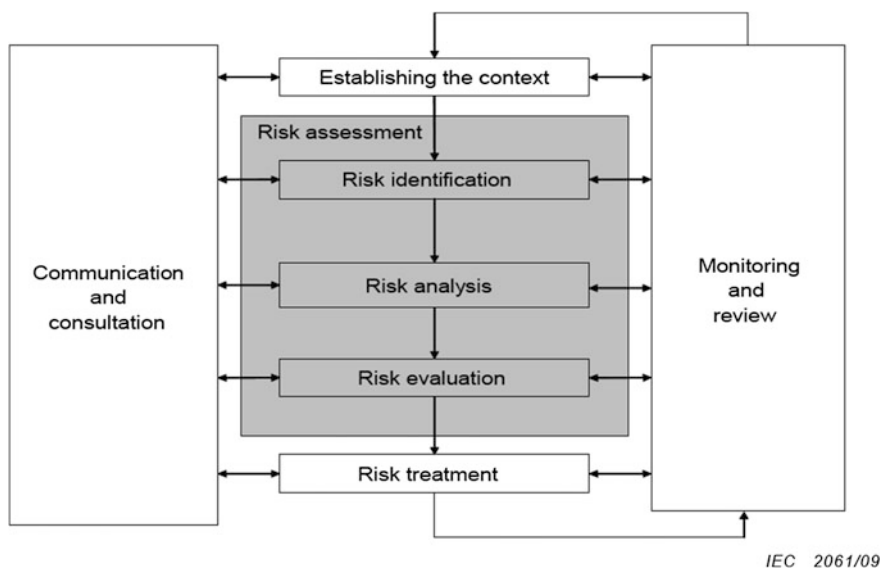 Establishing the context
Risk assessment
Risk identification
Communication
and
consultation
Risk analysis
Monitoring
and
review
Risk evaluation
Risk treatment
IEC 2061/09